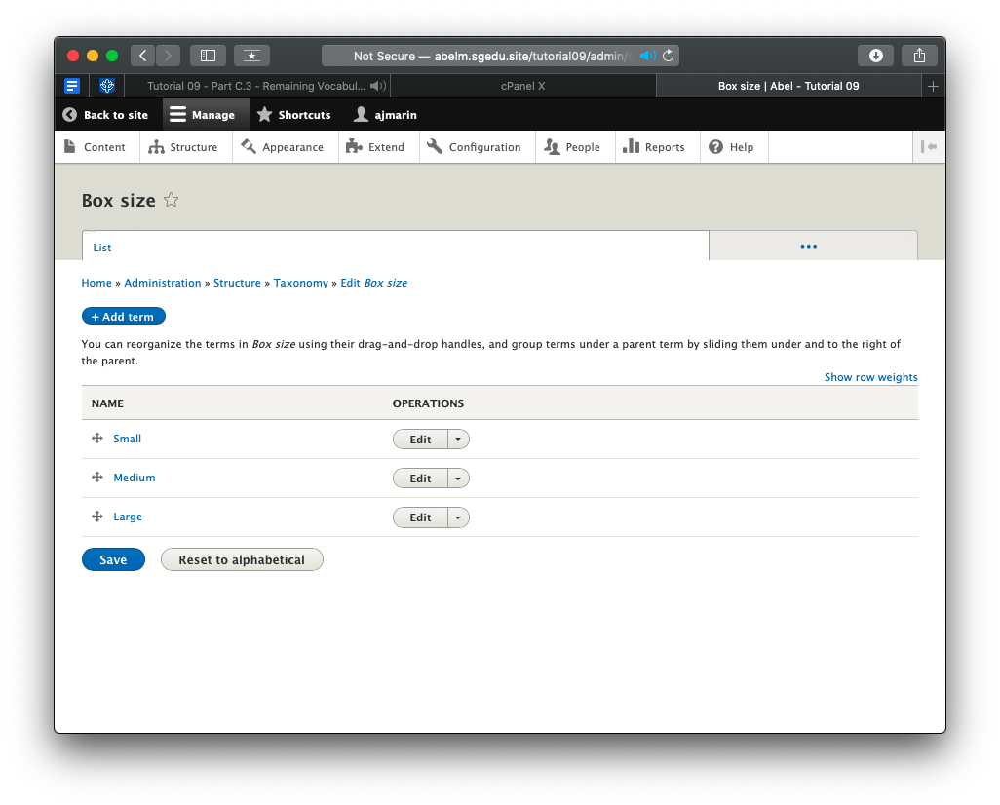 Not Secure — abelm.sgedu.site/tutorial09/admin/
Tutorial 09 - Part C.3 - Remaining Vocabul...
cPanel X
Box size | Abel - Tutorial 09
Back to site
Manage
Shortcuts
ajmarin
Content
Structure
Appearance
Extend
Configuration
People
Reports
Help
Box size
List
Home » Administration » Structure » Taxonomy » Edit Box size
+ Add term
You can reorganize the terms in Box size using their drag-and-drop handles, and group terms under a parent term by sliding them under and to the right of
the parent.
Show row weights
NAME
OPERATIONS
Small
Edit
Medium
Edit
Large
Edit
Save
Reset to alphabetical